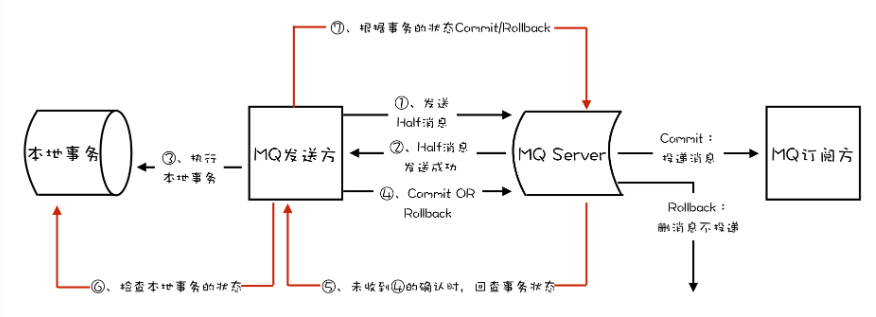 ⑦、根据事务的状态Commit/Rollback
①、发送
Half消息
②、Half消息
发送成功
③、执行
本地事务
④、Commit OR
Rollback
本地事务
MQ发送方
MQ Server
Commit：
投递消息
MQ订阅方
Rollback：
删消息不投递
⑥、检查本地事务的状态
⑤、未收到④的确认时，回查事务状态